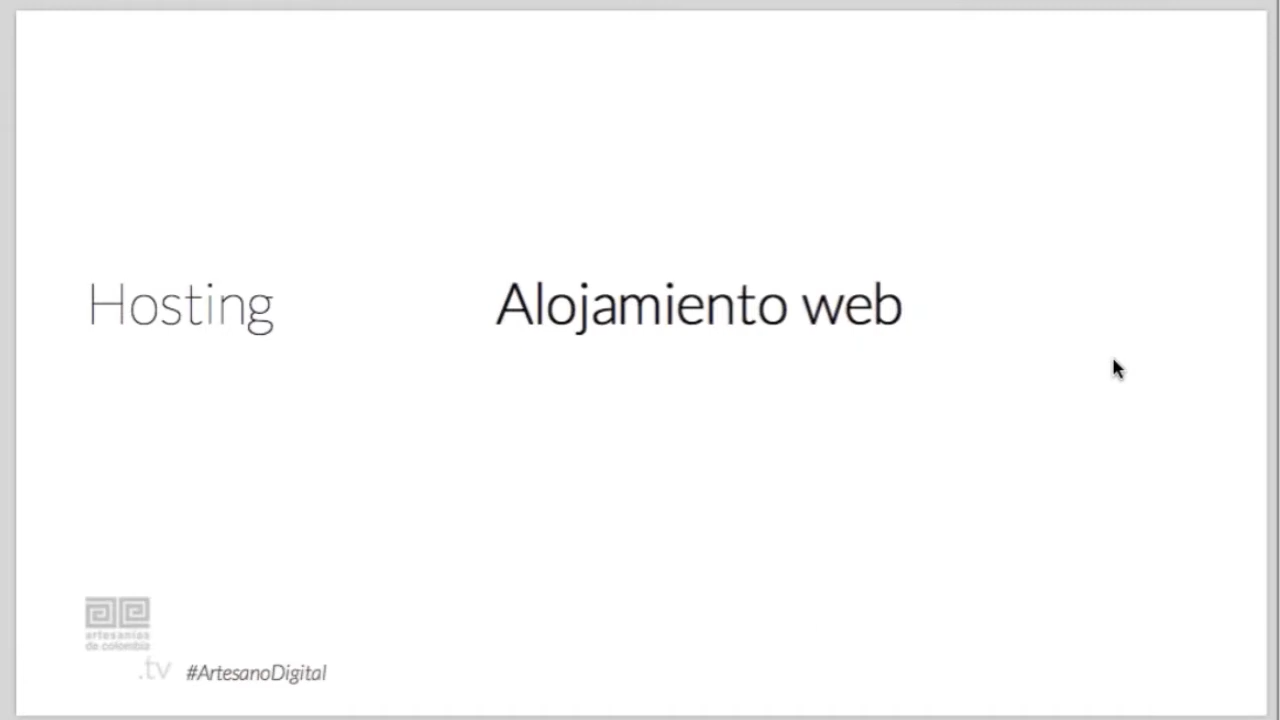 Hosting
Alojamiento web
artesanías
de colombia
.tv
#ArtesanoDigital